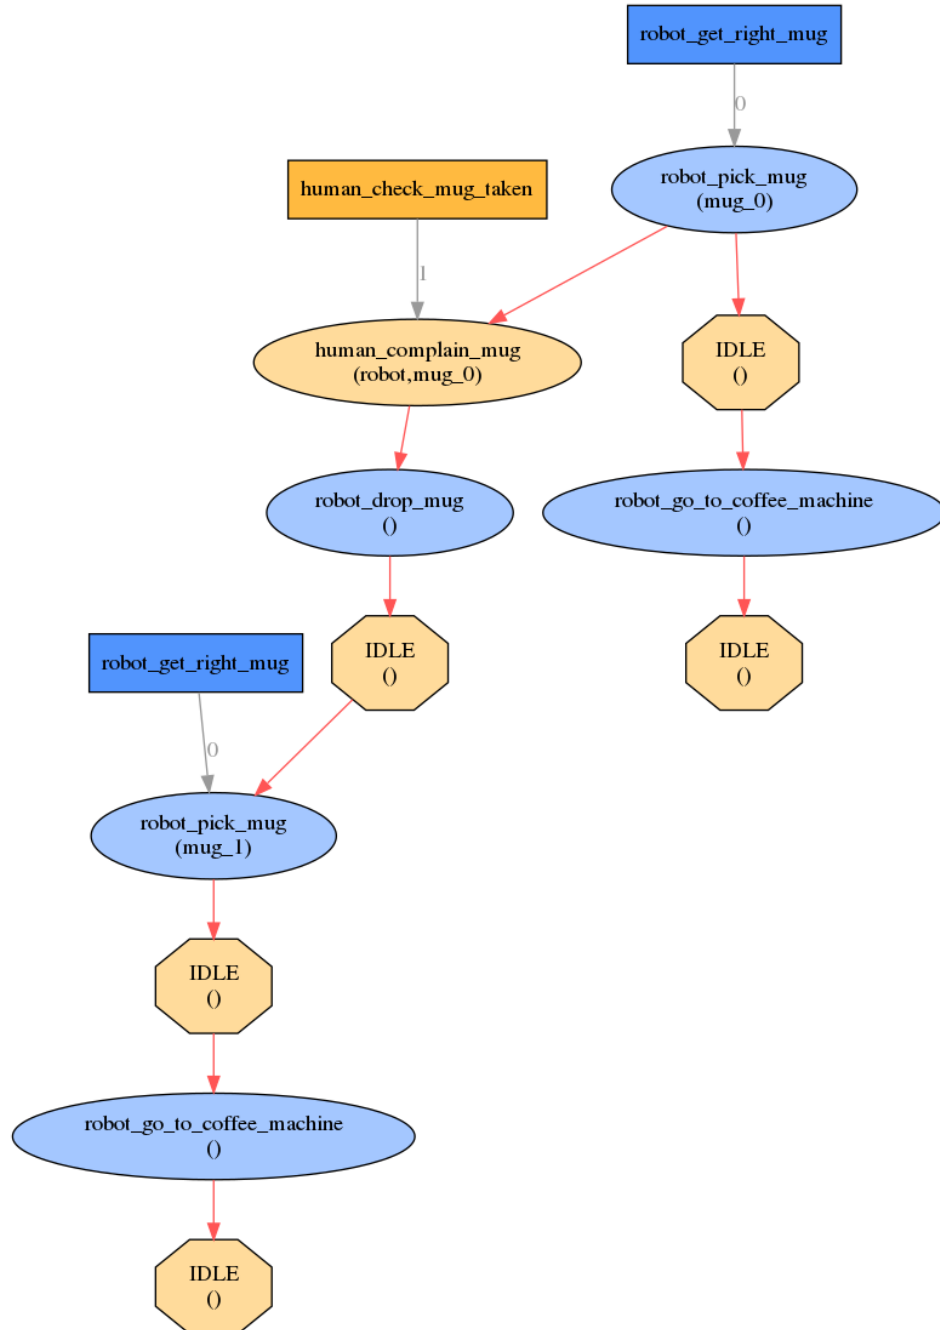 robot_get_right_mug
0
robot_pick_mug
(mug_0)
human_check_mug_taken
1
human_complain_mug
(robot,mug_0)
IDLE
()
robot_drop_mug
()
robot_go_to_coffee_machine
()
IDLE
()
IDLE
()
robot_get_right_mug
0
robot_pick_mug
(mug_1)
IDLE
()
robot_go_to_coffee_machine
()
IDLE
()